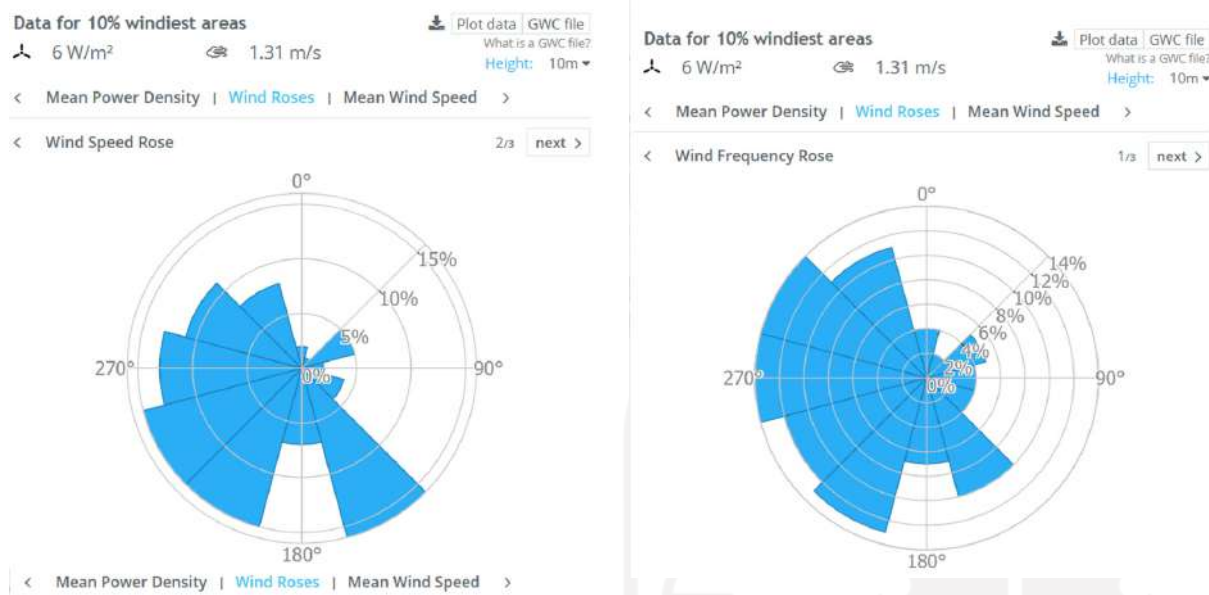 Data for 10% windiest areas
Plot data GWC file
What is a GWC file?
6 W/m² 1.31 m/s
Height: 10m
< Mean Power Density | Wind Roses | Mean Wind Speed >
< Wind Speed Rose 2/3 next >
0°
15%
10%
5%
270° 0% 90°
180°
< Mean Power Density | Wind Roses | Mean Wind Speed >
Data for 10% windiest areas
Plot data GWC file
What is a GWC file?
6 W/m² 1.31 m/s
Height: 10m
< Mean Power Density | Wind Roses | Mean Wind Speed >
< Wind Frequency Rose 1/3 next >
0°
14%
12%
10%
8%
6%
4%
2%
270° 0% 90°
180°